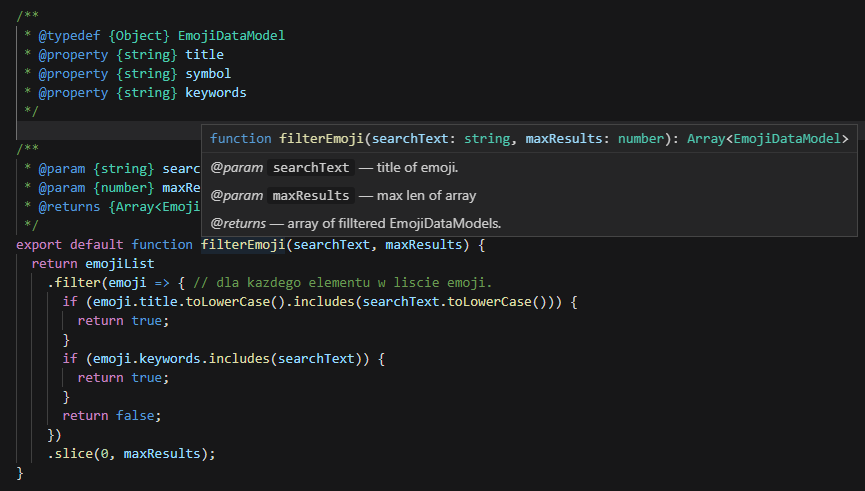 /**
 * @typedef {Object} EmojiDataModel
 * @property {string} title
 * @property {string} symbol
 * @property {string} keywords
 */
function filterEmoji(searchText: string, maxResults: number): Array<EmojiDataModel>
@param searchText — title of emoji.
@param maxResults — max len of array
@returns — array of filltered EmojiDataModels.
/**
 * @param {string} searc
 * @param {number} maxRe
 * @returns {Array<Emoji
 */
export default function filterEmoji(searchText, maxResults) {
  return emojiList
    .filter(emoji => { // dla kazdego elementu w liscie emoji.
      if (emoji.title.toLowerCase().includes(searchText.toLowerCase())) {
        return true;
      }
      if (emoji.keywords.includes(searchText)) {
        return true;
      }
      return false;
    })
    .slice(0, maxResults);
}